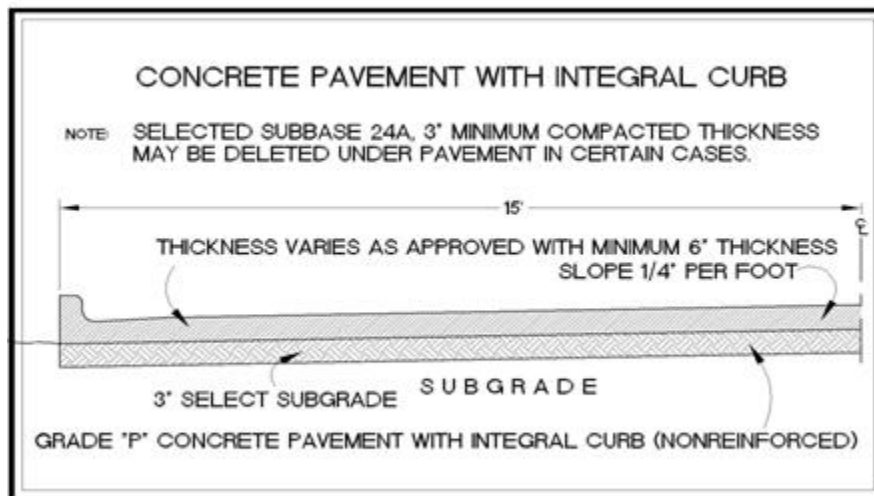 CONCRETE PAVEMENT WITH INTEGRAL CURB
NOTE: SELECTED SUBBASE 24A, 3" MINIMUM COMPACTED THICKNESS
MAY BE DELETED UNDER PAVEMENT IN CERTAIN CASES.
15'
℄
THICKNESS VARIES AS APPROVED WITH MINIMUM 6" THICKNESS
SLOPE 1/4" PER FOOT
3" SELECT SUBGRADE
SUBGRADE
GRADE "P" CONCRETE PAVEMENT WITH INTEGRAL CURB (NONREINFORCED)